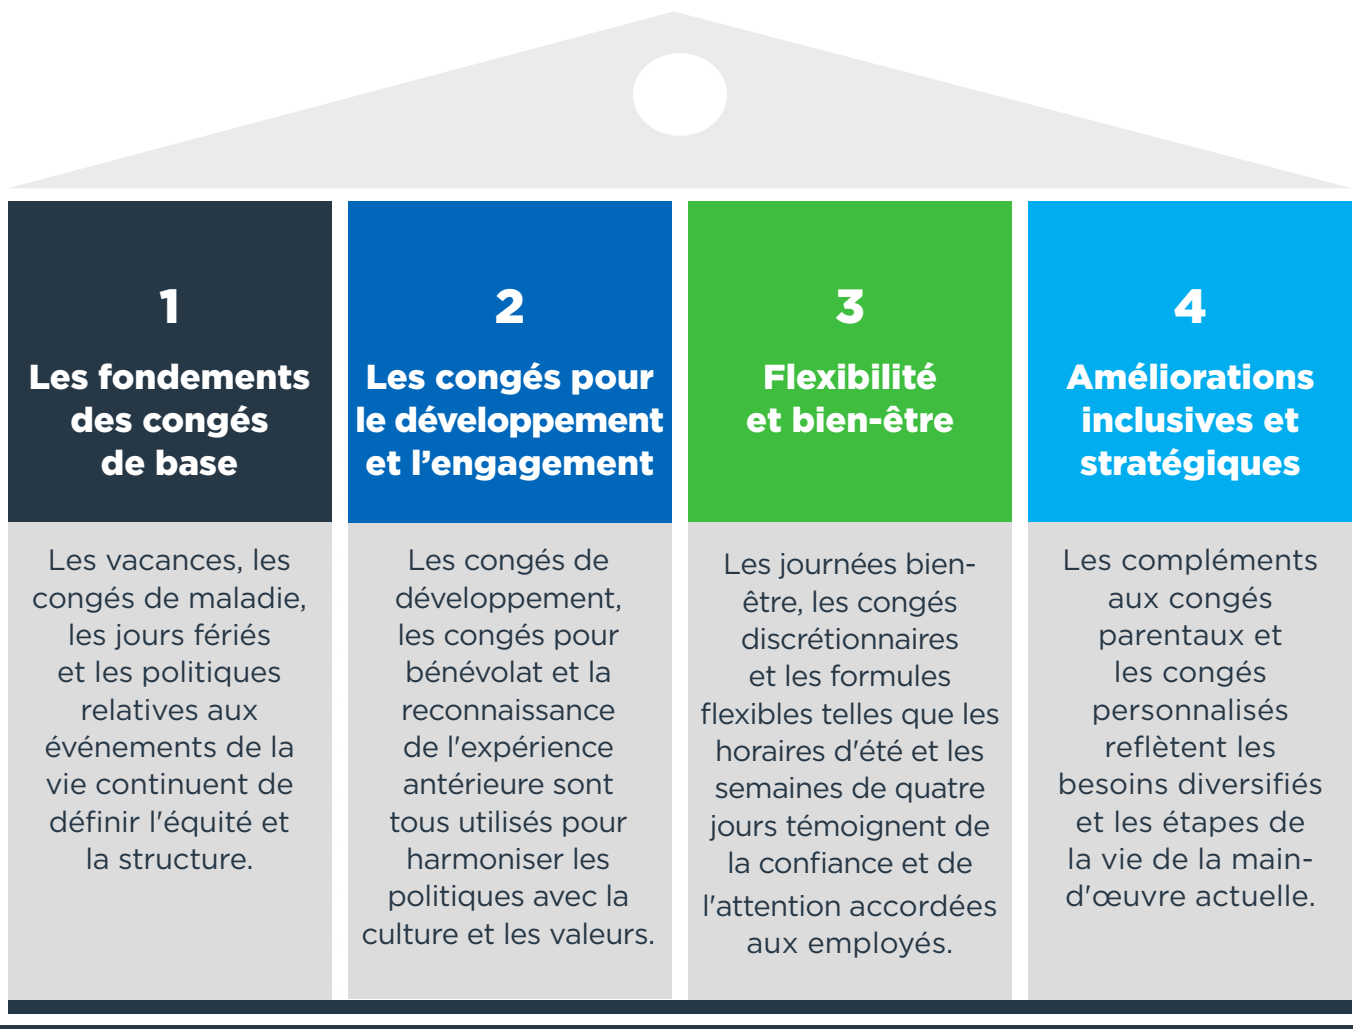 1
Les fondements
des congés
de base
Les vacances, les
congés de maladie,
les jours fériés
et les politiques
relatives aux
événements de la
vie continuent de
définir l'équité et
la structure.
2
Les congés pour
le développement
et l’engagement
Les congés de
développement,
les congés pour
bénévolat et la
reconnaissance
de l'expérience
antérieure sont
tous utilisés pour
harmoniser les
politiques avec la
culture et les valeurs.
3
Flexibilité
et bien-être
Les journées bien-
être, les congés
discrétionnaires
et les formules
flexibles telles que les
horaires d'été et les
semaines de quatre
jours témoignent de
la confiance et de
l'attention accordées
aux employés.
4
Améliorations
inclusives et
stratégiques
Les compléments
aux congés
parentaux et
les congés
personnalisés
reflètent les
besoins diversifiés
et les étapes de
la vie de la main-
d'œuvre actuelle.